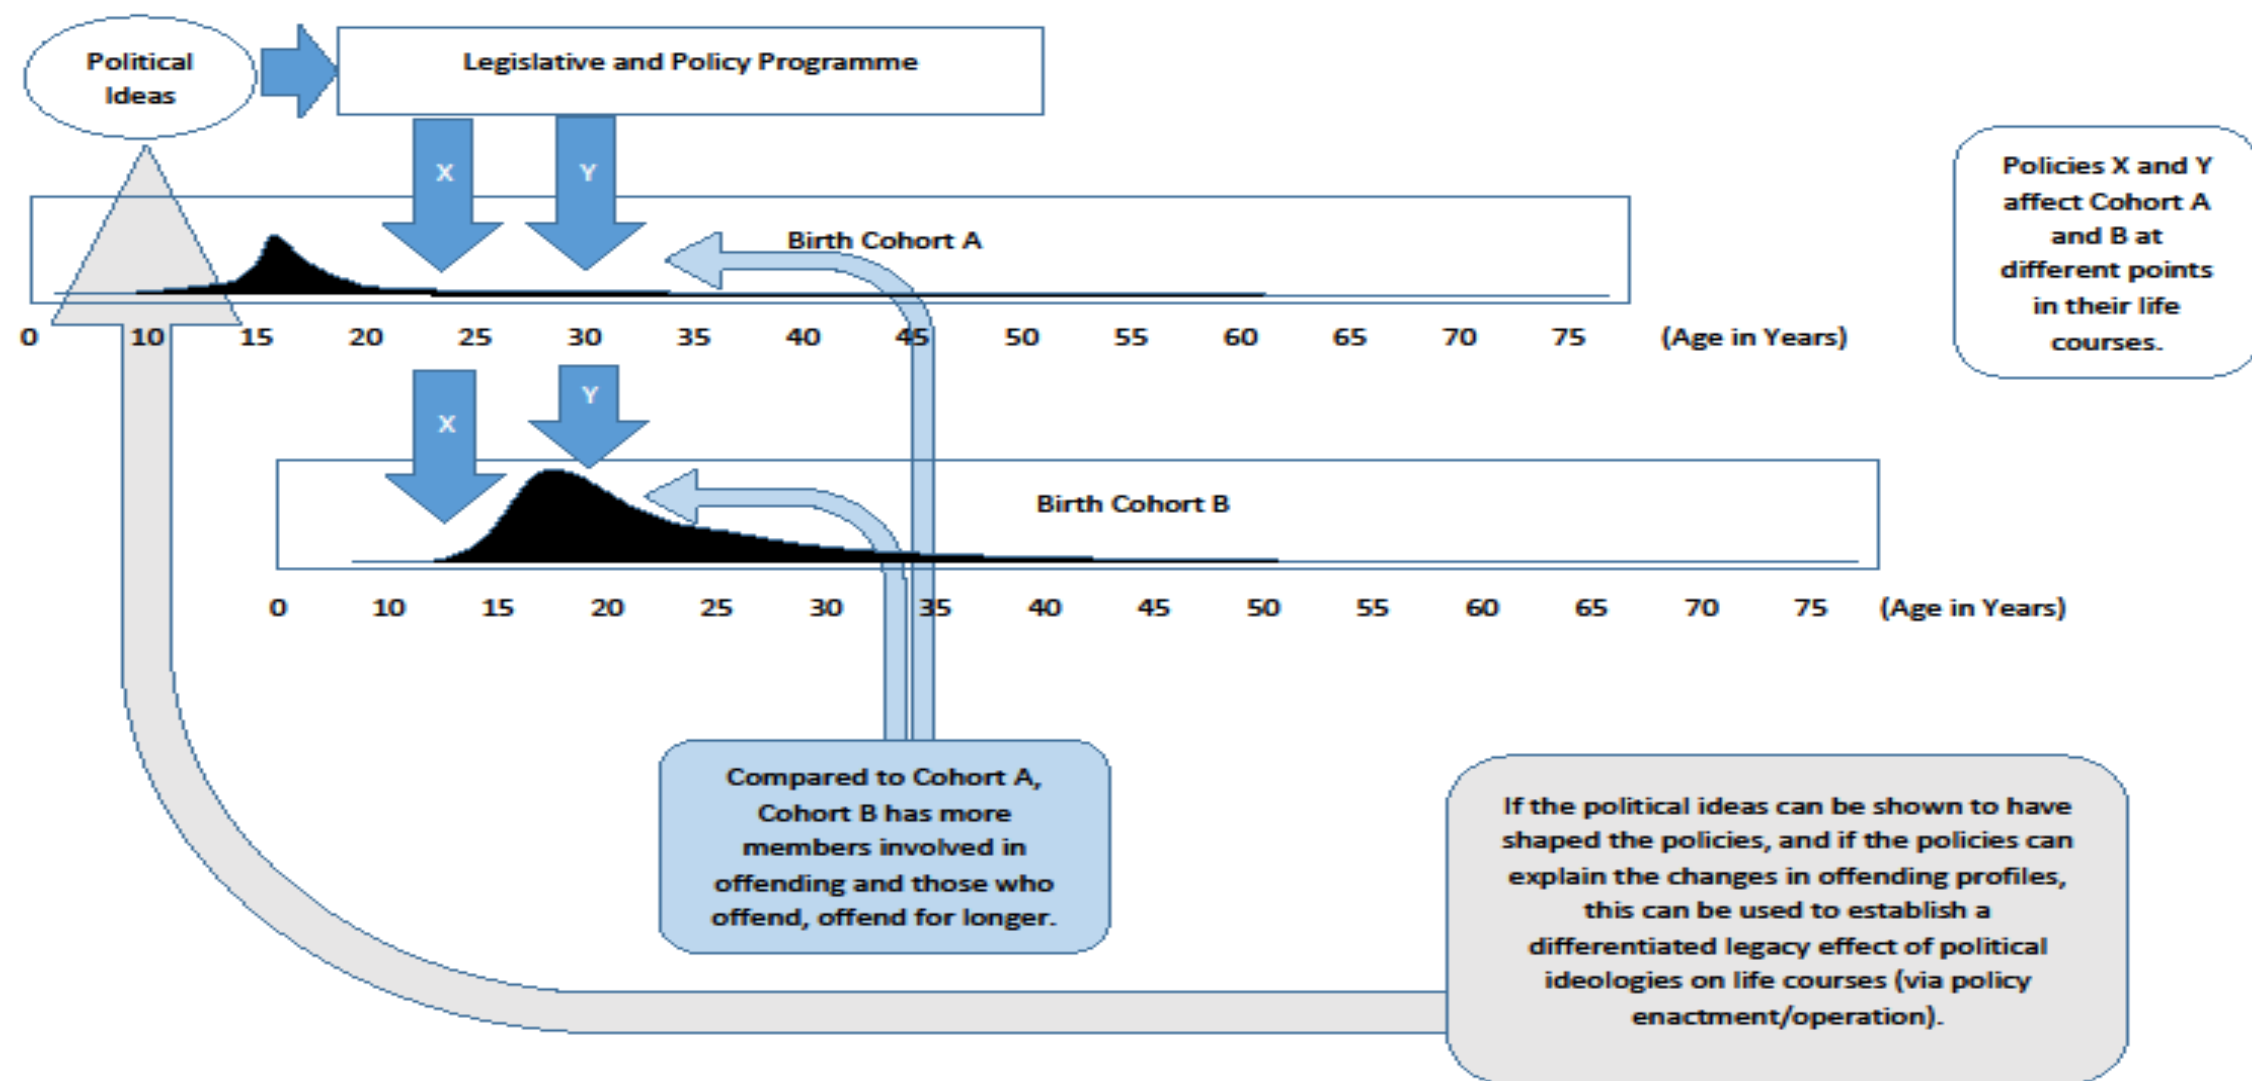 Political
Ideas
Legislative and Policy Programme
X
Y
Policies X and Y
affect Cohort A
and B at
different points
in their life
courses.
Birth Cohort A
0 10 15 20 25 30 35 40 45 50 55 60 65 70 75 (Age in Years)
X
Y
Birth Cohort B
0 10 15 20 25 30 35 40 45 50 55 60 65 70 75 (Age in Years)
Compared to Cohort A,
Cohort B has more
members involved in
offending and those who
offend, offend for longer.
If the political ideas can be shown to have
shaped the policies, and if the policies can
explain the changes in offending profiles,
this can be used to establish a
differentiated legacy effect of political
ideologies on life courses (via policy
enactment/operation).